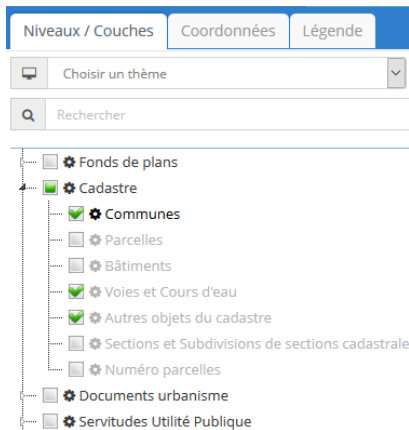 Niveaux / Couches Coordonnées Légende
Choisir un thème
Rechercher
Fonds de plans
Cadastre
Communes
Parcelles
Bâtiments
Voies et Cours d'eau
Autres objets du cadastre
Sections et Subdivisions de sections cadastrale
Numéro parcelles
Documents urbanisme
Servitudes Utilité Publique